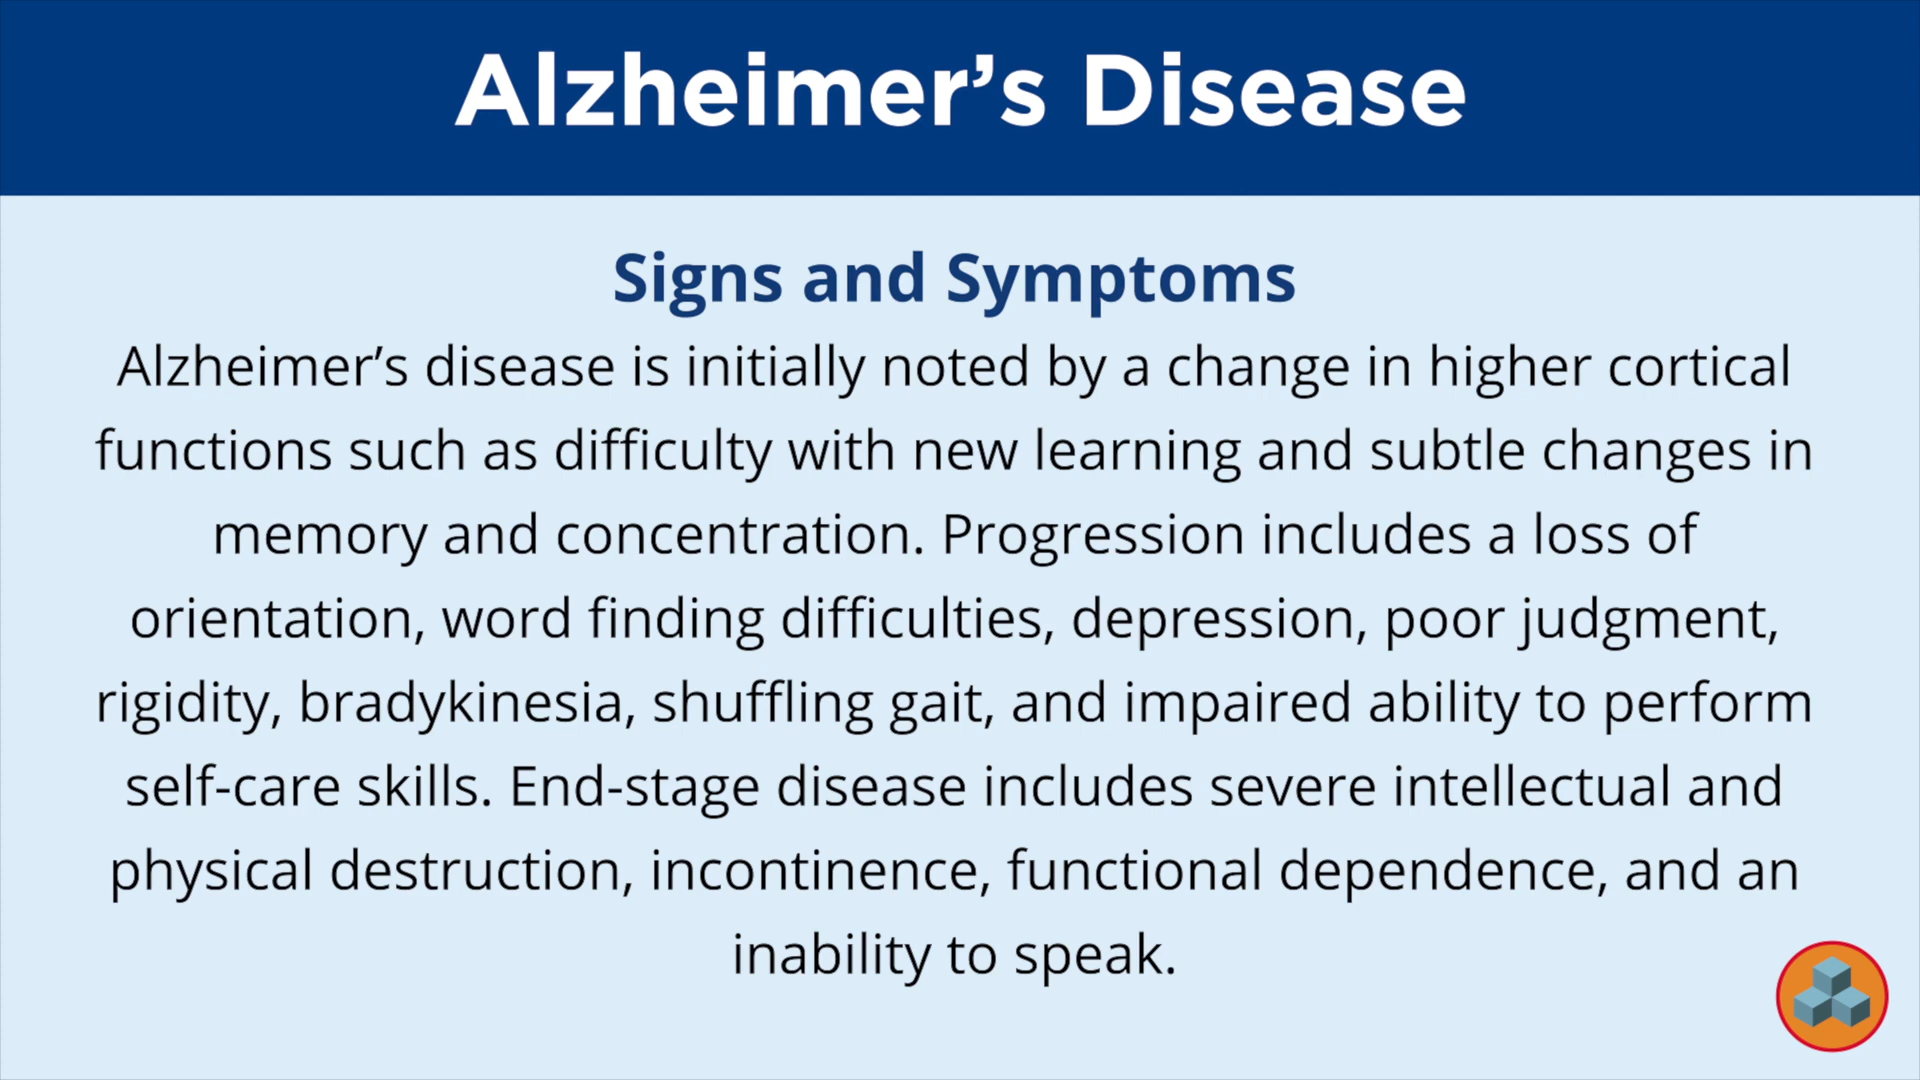 Alzheimer’s Disease
Signs and Symptoms
Alzheimer’s disease is initially noted by a change in higher cortical
functions such as difficulty with new learning and subtle changes in
memory and concentration. Progression includes a loss of
orientation, word finding difficulties, depression, poor judgment,
rigidity, bradykinesia, shuffling gait, and impaired ability to perform
self-care skills. End-stage disease includes severe intellectual and
physical destruction, incontinence, functional dependence, and an
inability to speak.